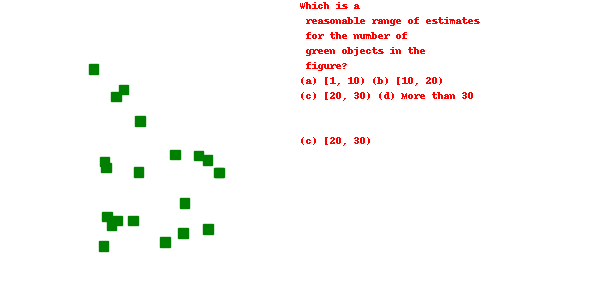 Which is a
reasonable range of estimates
for the number of
green objects in the
figure?
(a) [1, 10) (b) [10, 20)
(c) [20, 30) (d) More than 30
(c) [20, 30)